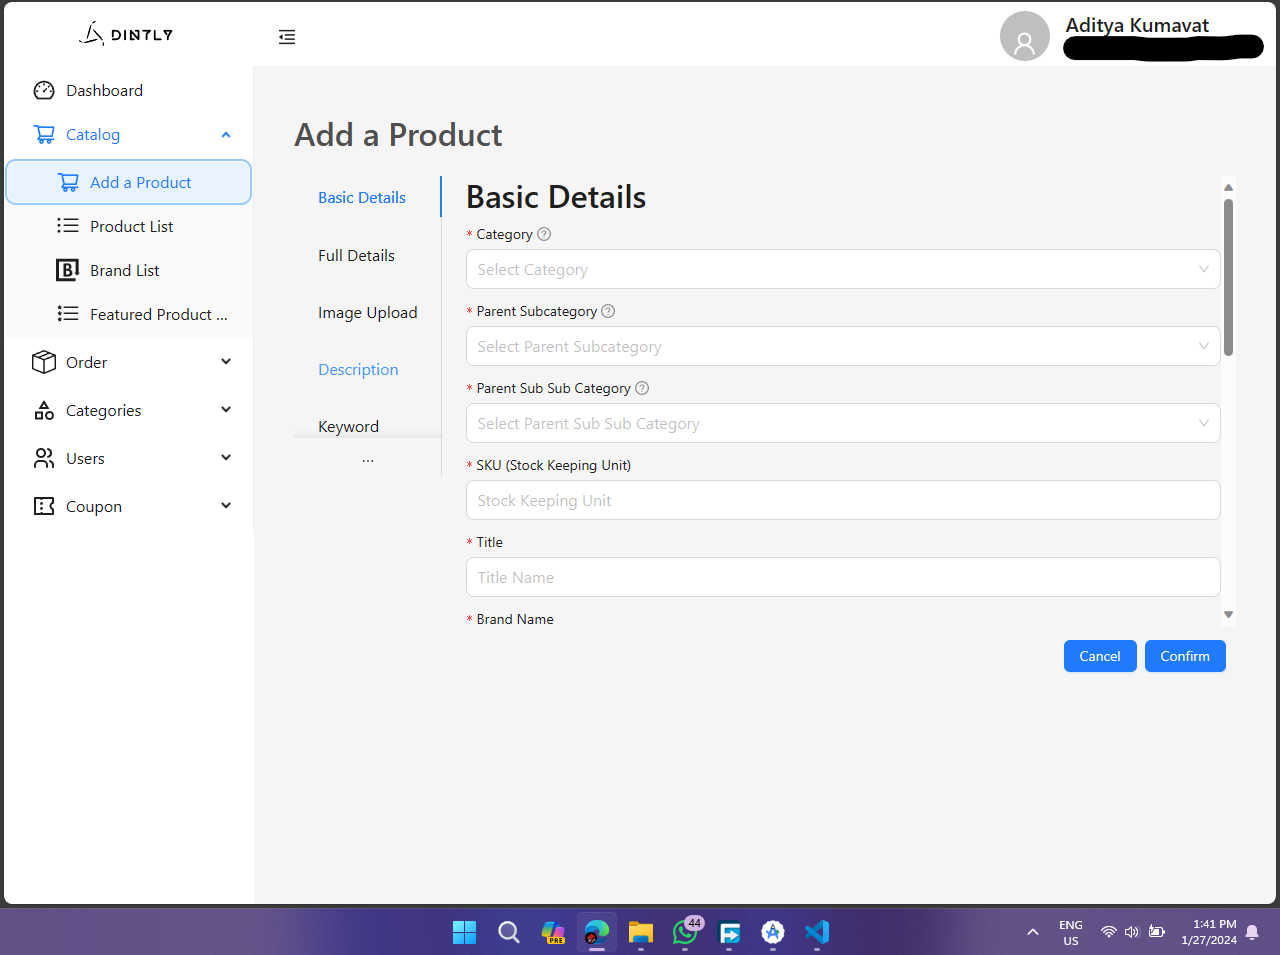 DINTLY
Aditya Kumavat
Dashboard
Catalog
Add a Product
Product List
B Brand List
Featured Product ...
Order
Categories
Users
Coupon
Add a Product
Basic Details
Full Details
Image Upload
Description
Keyword
...
Basic Details
* Category
Select Category
* Parent Subcategory
Select Parent Subcategory
* Parent Sub Sub Category
Select Parent Sub Sub Category
* SKU (Stock Keeping Unit)
Stock Keeping Unit
* Title
Title Name
* Brand Name
Cancel Confirm
PRE
44
ENG
US
1:41 PM
1/27/2024